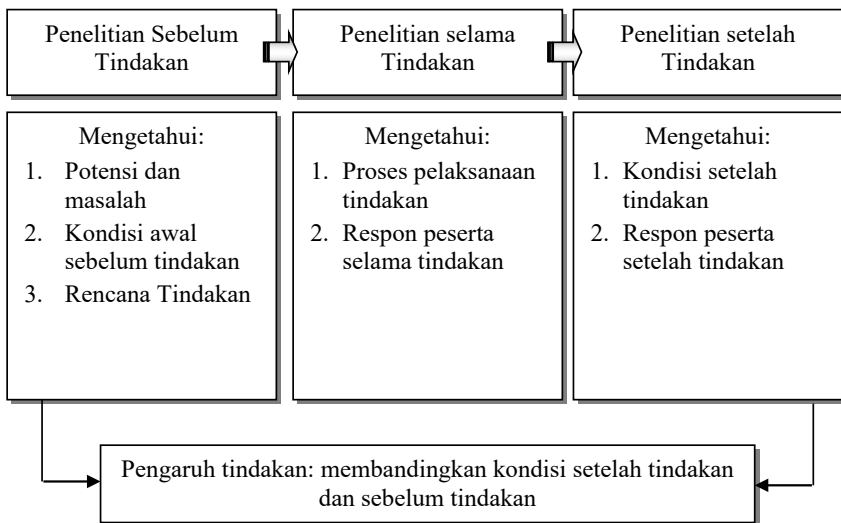 Penelitian Sebelum
Tindakan
Penelitian selama
Tindakan
Penelitian setelah
Tindakan
Mengetahui:
1. Potensi dan
masalah
2. Kondisi awal
sebelum tindakan
3. Rencana Tindakan
Mengetahui:
1. Proses pelaksanaan
tindakan
2. Respon peserta
selama tindakan
Mengetahui:
1. Kondisi setelah
tindakan
2. Respon peserta
setelah tindakan
Pengaruh tindakan: membandingkan kondisi setelah tindakan
dan sebelum tindakan